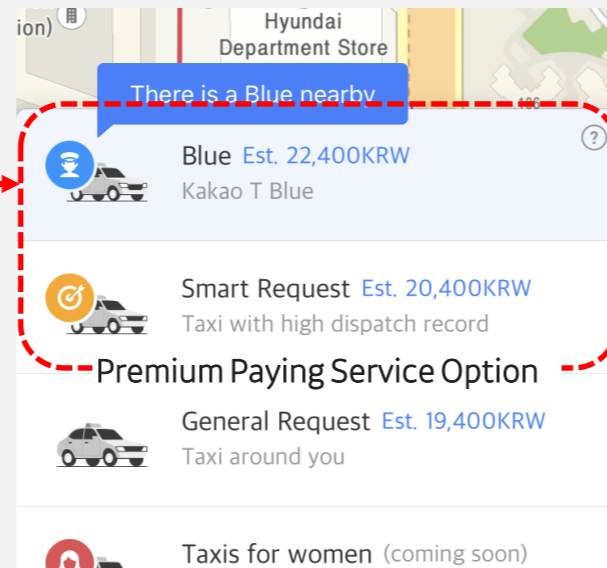 ion)
Hyundai
Department Store
There is a Blue nearby
106
Blue Est. 22,400KRW
?
Kakao T Blue
Smart Request Est. 20,400KRW
Taxi with high dispatch record
Premium Paying Service Option
General Request Est. 19,400KRW
Taxi around you
Taxis for women (coming soon)